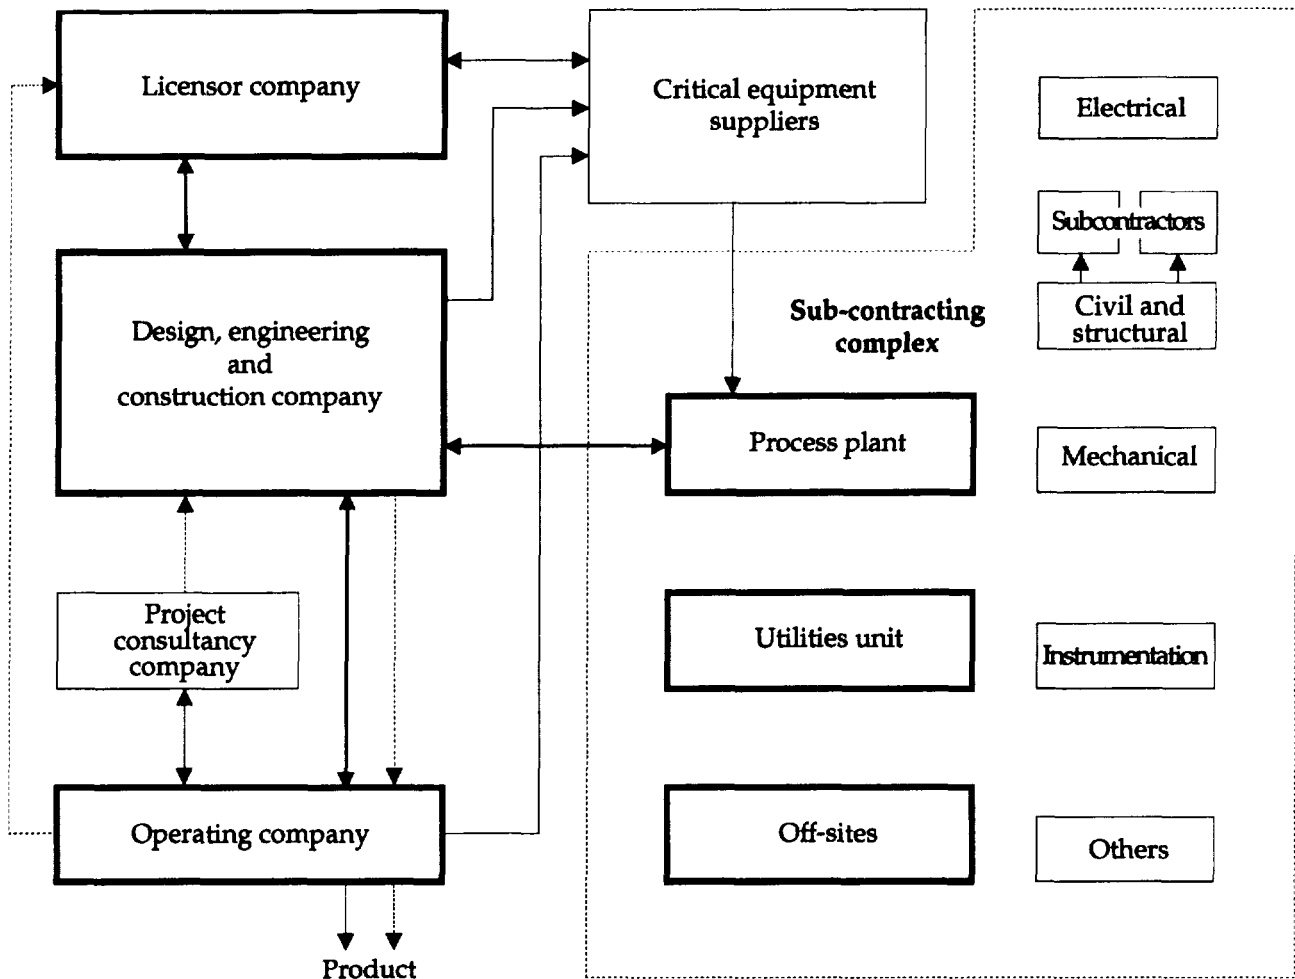 Licensor company
Critical equipment
suppliers
Electrical
Subcontractors
Civil and
structural
Sub-contracting
complex
Design, engineering
and
construction company
Process plant
Mechanical
Project
consultancy
company
Utilities unit
Instrumentation
Operating company
Off-sites
Others
Product